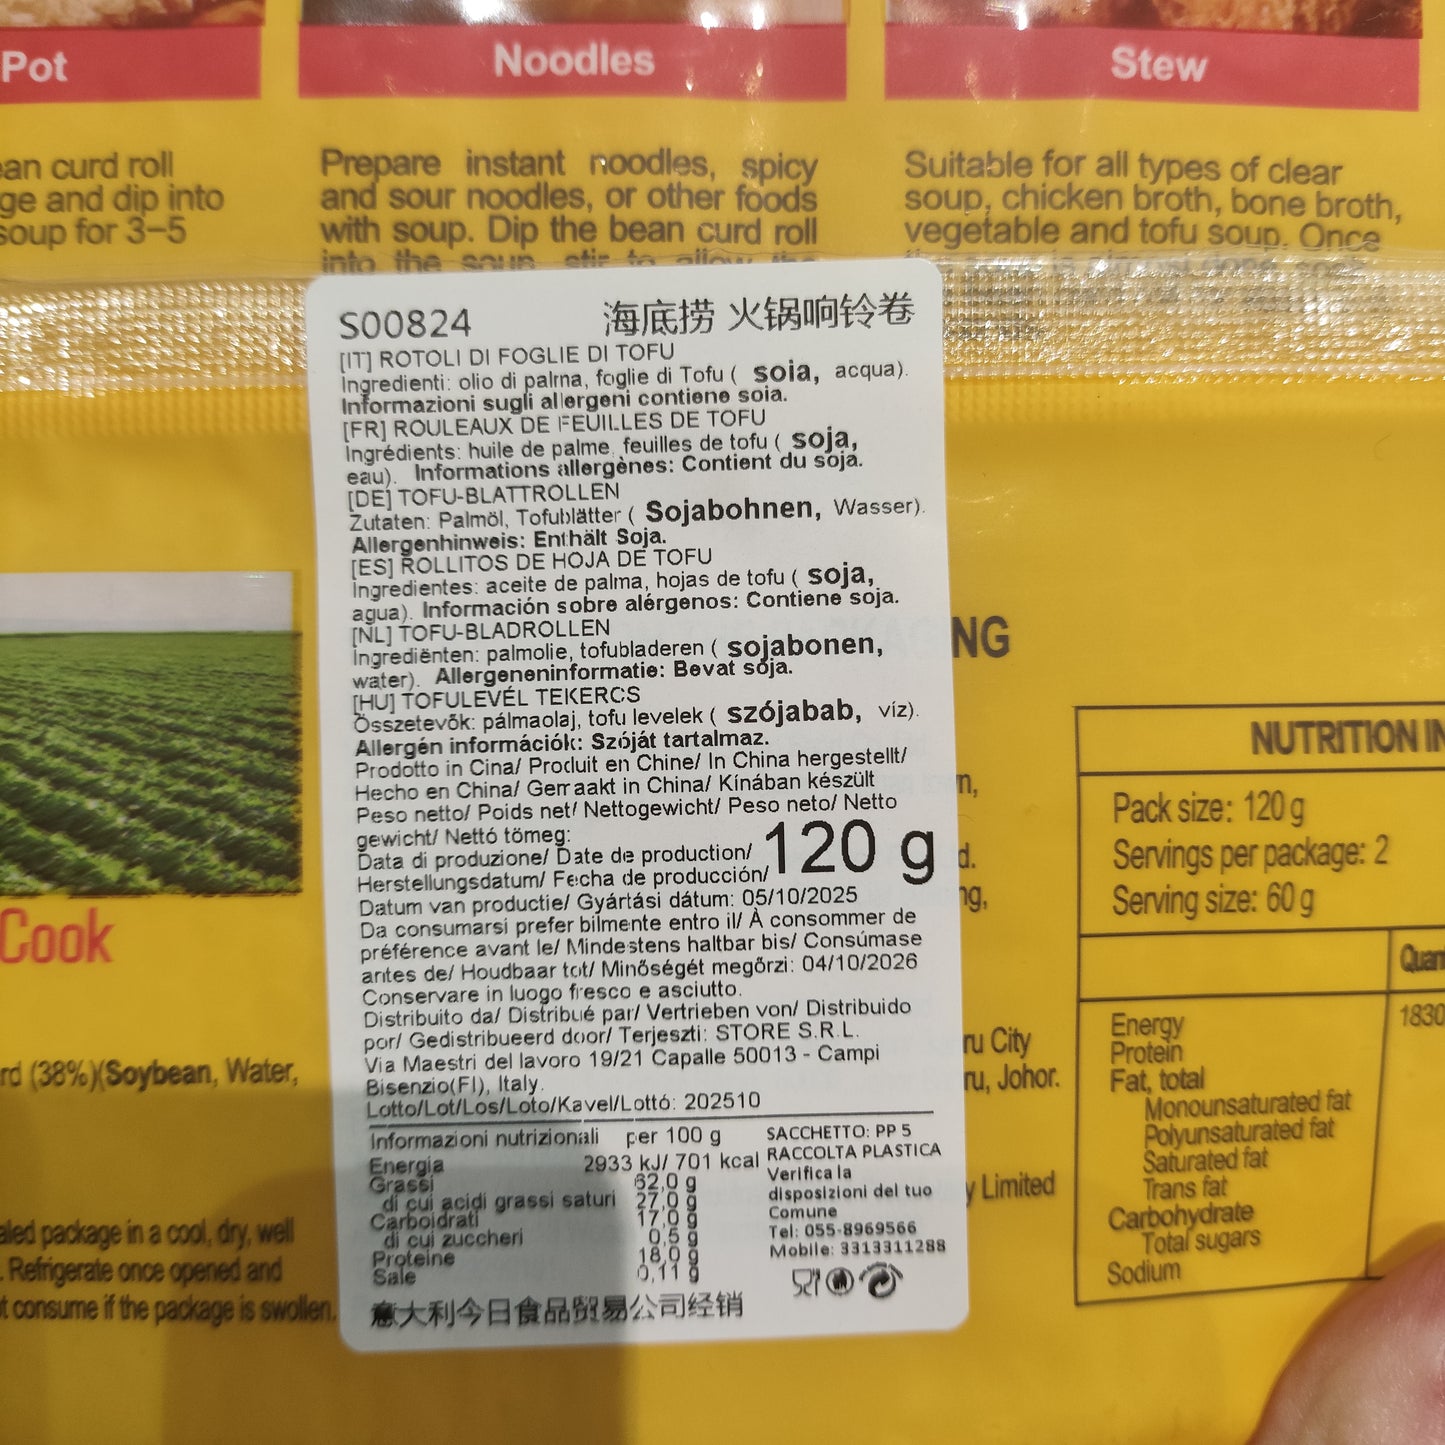 Pot
Noodles
Stew
ean curd roll
ge and dip into
soup for 3-5
Prepare instant noodles, spicy
and sour noodles, or other foods
with soup. Dip the bean curd roll
into the soup, stir to allow the
Suitable for all types of clear
soup, chicken broth, bone broth,
vegetable and tofu soup. Once
S00824 海底捞 火锅响铃卷
[IT] ROTOLI DI FOGLIE DI TOFU
Ingredienti: olio di palma, foglie di Tofu ( soia, acqua).
Informazioni sugli allergeni contiene soia.
[FR] ROULEAUX DE FEUILLES DE TOFU
Ingrédients: huile de palme, feuilles de tofu ( soja,
eau). Informations allergènes: Contient du soja.
[DE] TOFU-BLATTROLLEN
Zutaten: Palmöl, Tofublätter ( Sojabohnen, Wasser).
Allergenhinweis: Enthält Soja.
[ES] ROLLITOS DE HOJA DE TOFU
Ingredientes: aceite de palma, hojas de tofu ( soja,
agua). Información sobre alérgenos: Contiene soja.
[NL] TOFU-BLADROLLEN
Ingrediënten: palmolie, tofubladeren ( sojabonen,
water). Allergeneninformatie: Bevat soja.
[HU] TOFULEVÉL TEKERCS
Összetevők: pálmaolaj, tofu levelek ( szójabab, víz).
Allergén információk: Szóját tartalmaz.
Prodotto in Cina/ Produit en Chine/ In China hergestellt/
Hecho en China/ Gemaakt in China/ Kínában készült
Peso netto/ Poids net/ Nettogewicht/ Peso neto/ Netto
gewicht/ Nettó tömeg: 120 g
Data di produzione/ Date de production/
Herstellungsdatum/ Fecha de producción/
Datum van productie/ Gyártási dátum: 05/10/2025
Da consumarsi preferibilmente entro il/ À consommer de
préférence avant le/ Mindestens haltbar bis/ Consúmase
antes de/ Houdbaar tot/ Minőségét megőrzi: 04/10/2026
Conservare in luogo fresco e asciutto.
Distribuito da/ Distribué par/ Vertrieben von/ Distribuido
por/ Gedistribueerd door/ Terjeszti: STORE S.R.L.
Via Maestri del lavoro 19/21 Capalle 50013 - Campi
Bisenzio(FI), Italy.
Lotto/Lot/Los/Loto/Kavel/Lottó: 202510
Informazioni nutrizionali per 100 g
Energia 2933 kJ/ 701 kcal
Grassi 62,0 g
di cui acidi grassi saturi 27,0 g
Carboidrati 17,0 g
di cui zuccheri 0,5 g
Proteine 18,0 g
Sale 0,11 g
SACCHETTO: PP 5
RACCOLTA PLASTICA
Verifica la
disposizioni del tuo
Comune
Tel: 055-8969566
Mobile: 3313311288
意大利今日食品贸易公司经销
Cook
rd (38%)(Soybean, Water,
aled package in a cool, dry, well
. Refrigerate once opened and
t consume if the package is swollen.
NG
n,
d.
ng,
ru City
ru, Johor.
y Limited
NUTRITION IN
Pack size: 120 g
Servings per package: 2
Serving size: 60 g
Quan
Energy 1830
Protein
Fat, total
Monounsaturated fat
Polyunsaturated fat
Saturated fat
Trans fat
Carbohydrate
Total sugars
Sodium